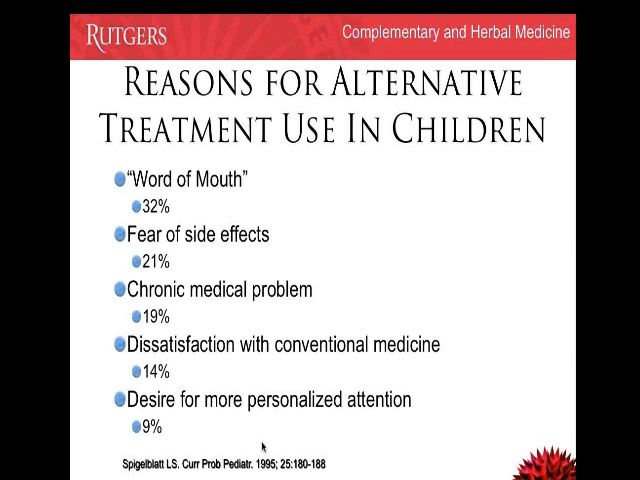 RUTGERS
Complementary and Herbal Medicine
REASONS FOR ALTERNATIVE
TREATMENT USE IN CHILDREN
“Word of Mouth”
32%
Fear of side effects
21%
Chronic medical problem
19%
Dissatisfaction with conventional medicine
14%
Desire for more personalized attention
9%
Spigelblatt LS. Curr Prob Pediatr. 1995; 25:180-188